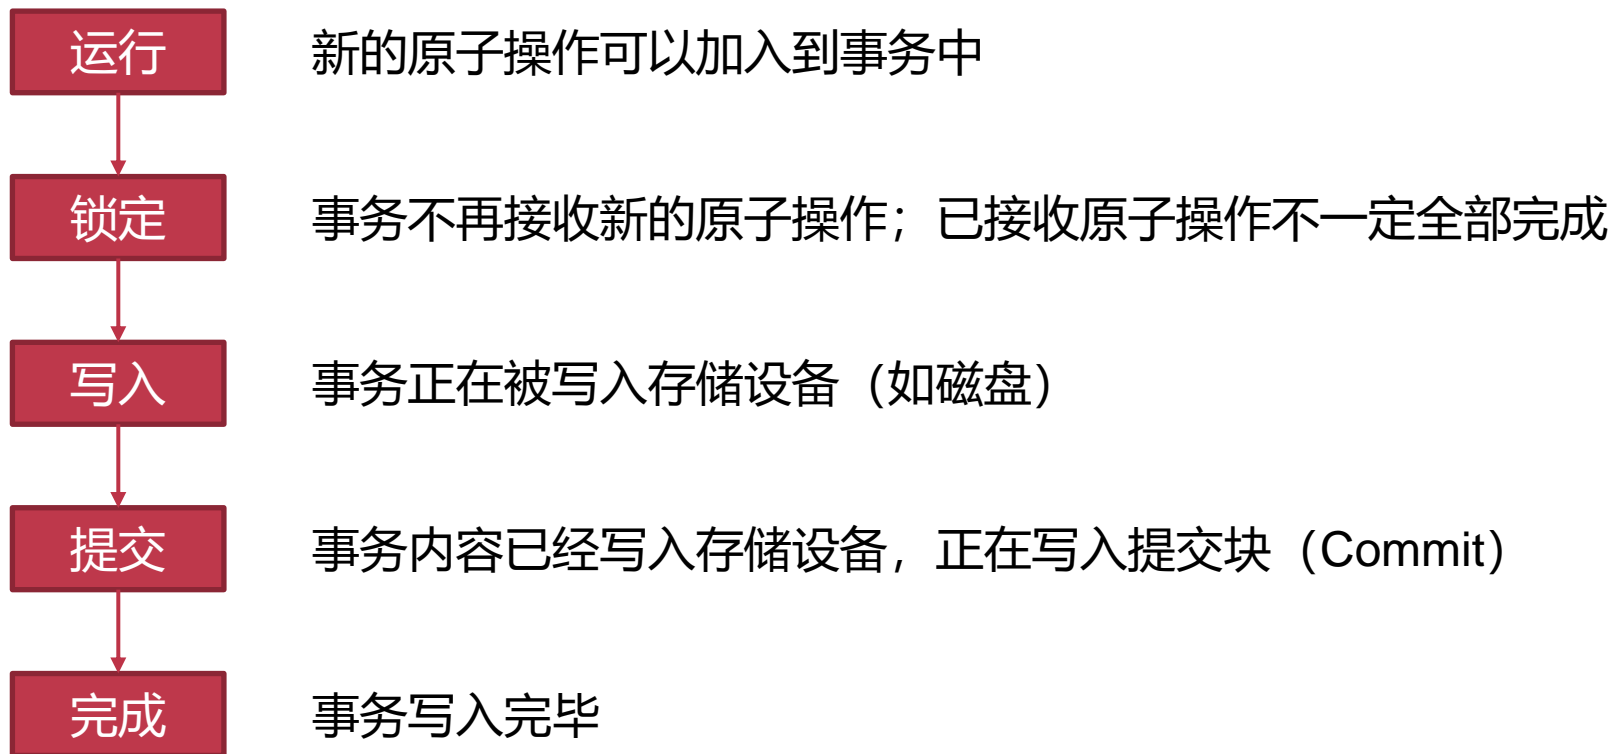 运行
新的原子操作可以加入到事务中
锁定
事务不再接收新的原子操作；已接收原子操作不一定全部完成
写入
事务正在被写入存储设备（如磁盘）
提交
事务内容已经写入存储设备，正在写入提交块（Commit）
完成
事务写入完毕